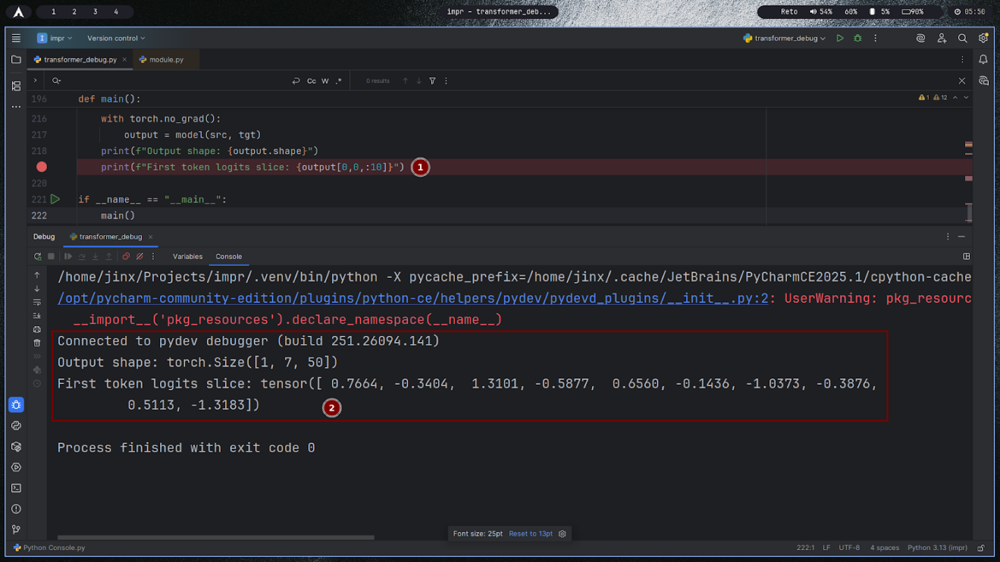 1 2 3 4
impr - transformer_deb...
Reto 54% 60% 5% 90% 05:50
I impr Version control
transformer_debug
transformer_debug.py module.py
Cc W .* 0 results
196 def main():
1 12
216 with torch.no_grad():
217 output = model(src, tgt)
218 print(f"Output shape: {output.shape}")
print(f"First token logits slice: {output[0,0,:10]}") 1
220
221 if __name__ == "__main__":
222 main()
Debug transformer_debug
Variables Console
/home/jinx/Projects/impr/.venv/bin/python -X pycache_prefix=/home/jinx/.cache/JetBrains/PyCharmCE2025.1/cpython-cache
/opt/pycharm-community-edition/plugins/python-ce/helpers/pydev/pydevd_plugins/__init__.py:2: UserWarning: pkg_resourc
__import__('pkg_resources').declare_namespace(__name__)
Connected to pydev debugger (build 251.26094.141)
Output shape: torch.Size([1, 7, 50])
First token logits slice: tensor([ 0.7664, -0.3404,  1.3101, -0.5877,  0.6560, -0.1436, -1.0373, -0.3876,
0.5113, -1.3183])
2
Process finished with exit code 0
Font size: 25pt Reset to 13pt
Python Console.py 222:1 LF UTF-8 4 spaces Python 3.13 (impr)